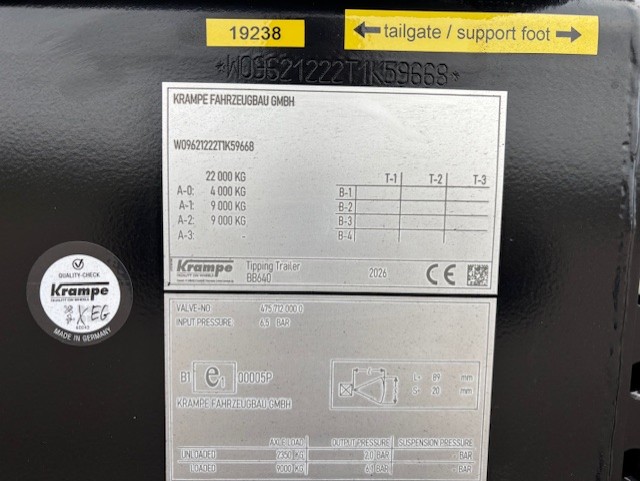 19238
← tailgate / support foot →
*W09621222T1K59668*
KRAMPE FAHRZEUGBAU GMBH
W09621222T1K59668
22 000 KG
A-0: 4 000 KG
A-1: 9 000 KG
A-2: 9 000 KG
A-3: -
T-1 T-2 T-3
B-1
B-2
B-3
B-4
Krampe
Tipping Trailer
BB640
2026
CE
QUALITY-CHECK
Krampe
XEG
MADE IN GERMANY
VALVE-NO 475 712 000 0
INPUT PRESSURE: 6,5 BAR
B1 e1 00005P
KRAMPE FAHRZEUGBAU GMBH
L= 89 mm
S= 20 mm
AXLE LOAD OUTPUT PRESSURE SUSPENSION PRESSURE
UNLOADED 2350 KG 2.0 BAR - BAR
LOADED 9000 KG 6.1 BAR - BAR